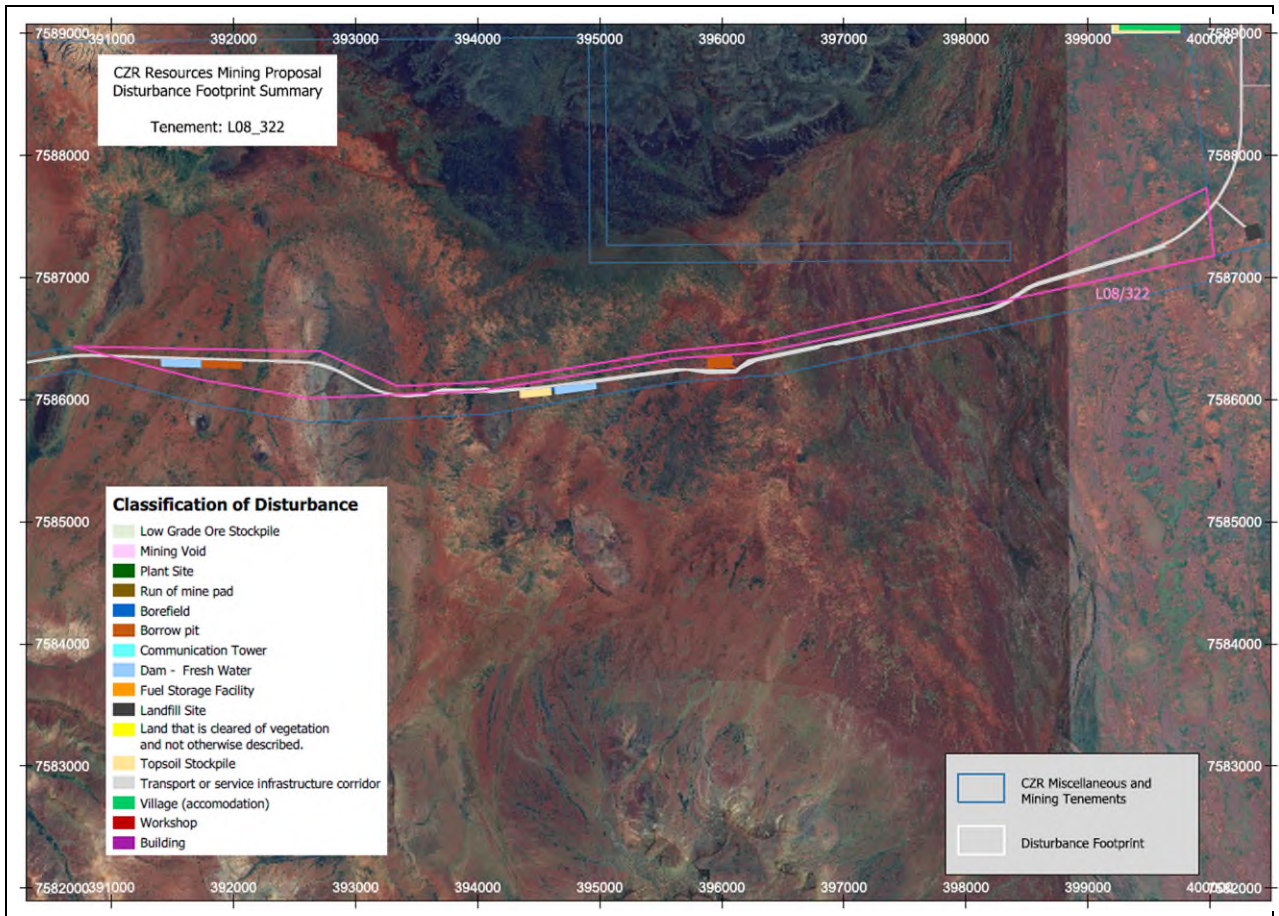 7589000
391000
392000
393000
394000
395000
396000
397000
398000
399000
400000
7589000
CZR Resources Mining Proposal
Disturbance Footprint Summary
Tenement: L08_322
7588000
7588000
7587000
7587000
L08/322
7586000
7586000
7585000
7585000
7584000
7584000
7583000
7583000
Classification of Disturbance
Low Grade Ore Stockpile
Mining Void
Plant Site
Run of mine pad
Borefield
Borrow pit
Communication Tower
Dam - Fresh Water
Fuel Storage Facility
Landfill Site
Land that is cleared of vegetation
and not otherwise described.
Topsoil Stockpile
Transport or service infrastructure corridor
Village (accomodation)
Workshop
Building
CZR Miscellaneous and
Mining Tenements
Disturbance Footprint
7582000
391000
392000
393000
394000
395000
396000
397000
398000
399000
400000
7582000